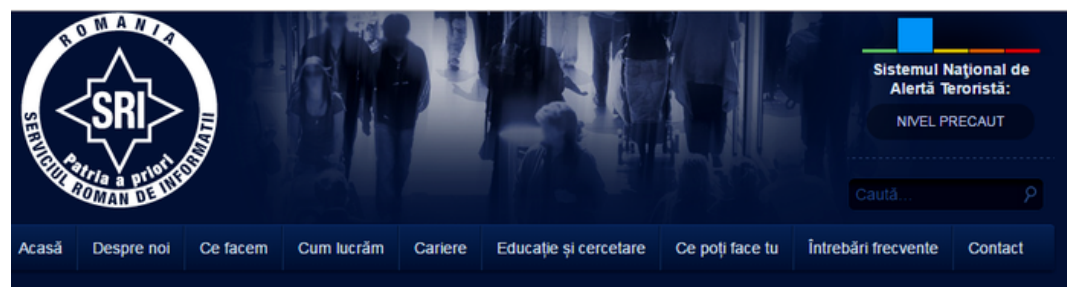 ROMANIA
SERVICIUL ROMAN DE INFORMATII
SRI
Patria a priori
Sistemul Naţional de
Alertă Teroristă:
NIVEL PRECAUT
Caută...
Acasă Despre noi Ce facem Cum lucrăm Cariere Educație și cercetare Ce poți face tu Întrebări frecvente Contact